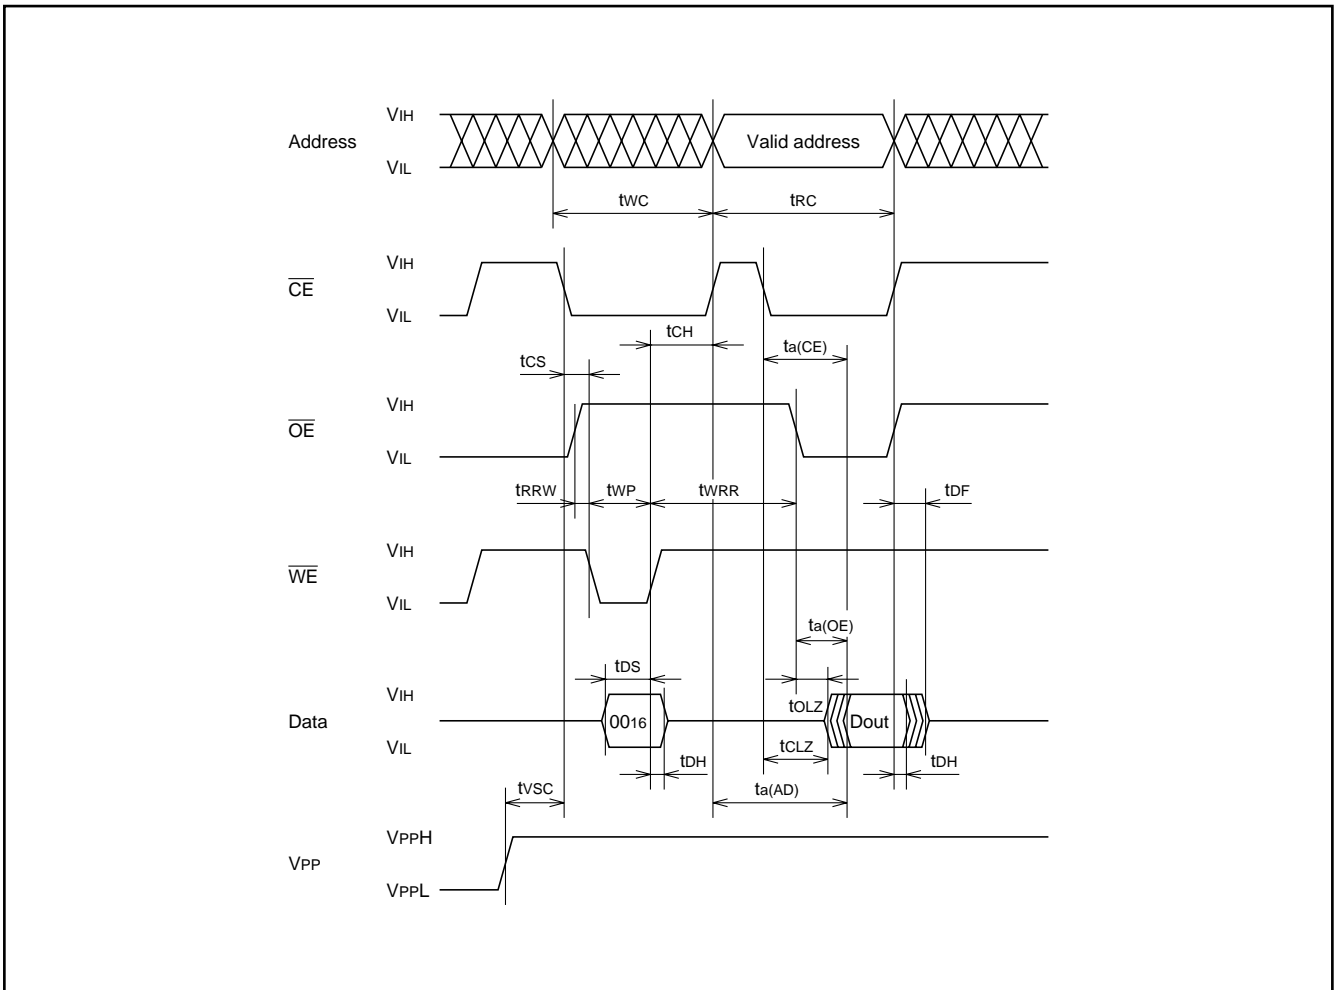 VIH
Address
Valid address
VIL
tWC
tRC
VIH
CE
VIL
tCH
ta(CE)
tCS
VIH
OE
VIL
tRRW
tWP
tWRR
tDF
VIH
WE
VIL
ta(OE)
tDS
VIH
tOLZ
Data
0016
Dout
VIL
tCLZ
tDH
tDH
tVSC
ta(AD)
VPPH
VPP
VPPL